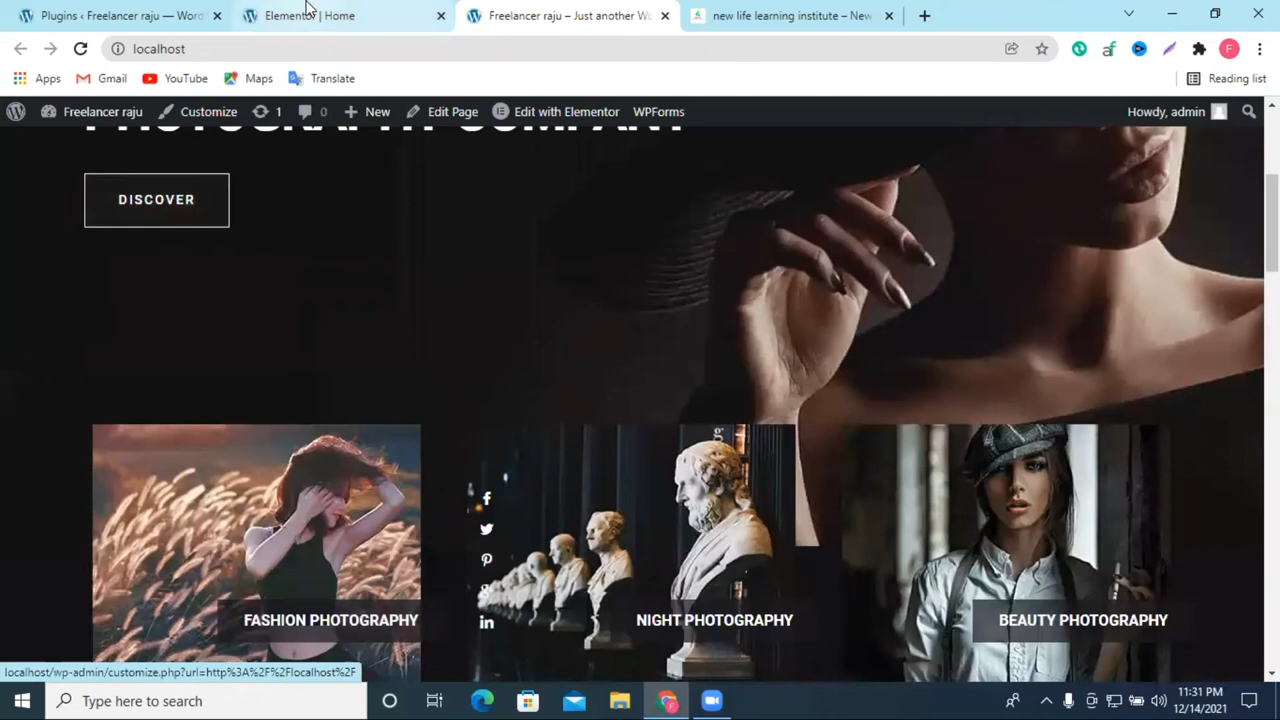 Plugins ‹ Freelancer raju — Word
Elementor | Home
Freelancer raju – Just another Wo
new life learning institute – New
localhost
Apps
Gmail
YouTube
Maps
Translate
Reading list
Freelancer raju
Customize
1
0
New
Edit Page
Edit with Elementor
WPForms
Howdy, admin
PHOTOGRAPHY COMPANY
DISCOVER
FASHION PHOTOGRAPHY
NIGHT PHOTOGRAPHY
BEAUTY PHOTOGRAPHY
localhost/wp-admin/customize.php?url=http%3A%2F%2Flocalhost%2F
Type here to search
11:31 PM
12/14/2021